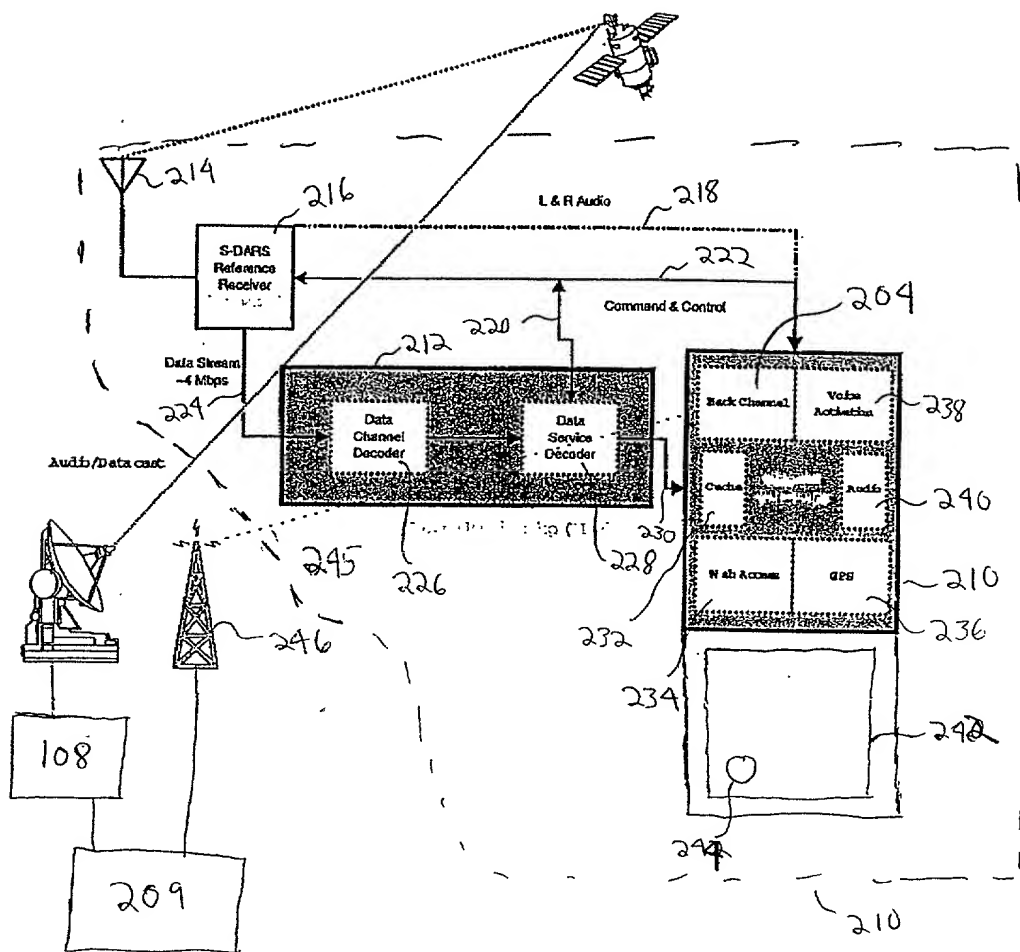 214
216
L & R Audio
218
S-DARS
Reference
Receiver
222
204
Command & Control
220
212
Data Stream
~4 Mbps
224
Back Channel
Voice
Activation
238
Data
Channel
Decoder
Data
Service
Decoder
Audio/Data cast
Cache
Audio
240
230
245
226
228
Web Access
GPS
210
246
232
236
234
242
108
244
209
210